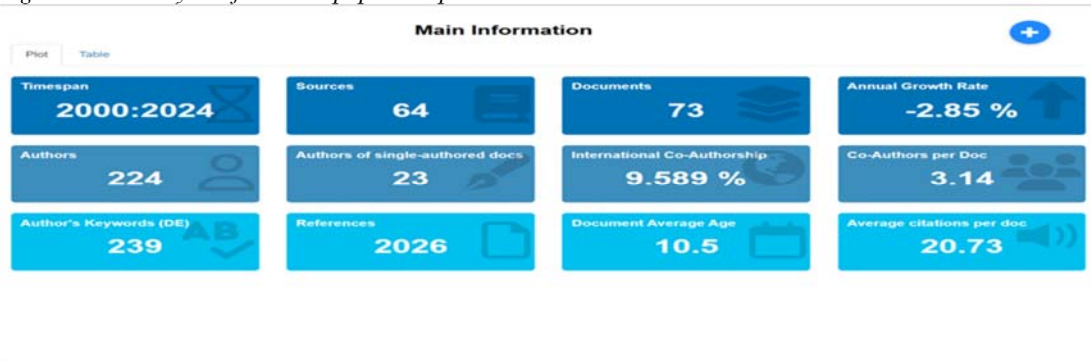 Main Information
Plot Table
Timespan Sources Documents Annual Growth Rate
2000:2024 64 73 -2.85 %
Authors Authors of single-authored docs International Co-Authorship Co-Authors per Doc
224 23 9.589 % 3.14
Author's Keywords (DE) References Document Average Age Average citations per doc
239 2026 10.5 20.73